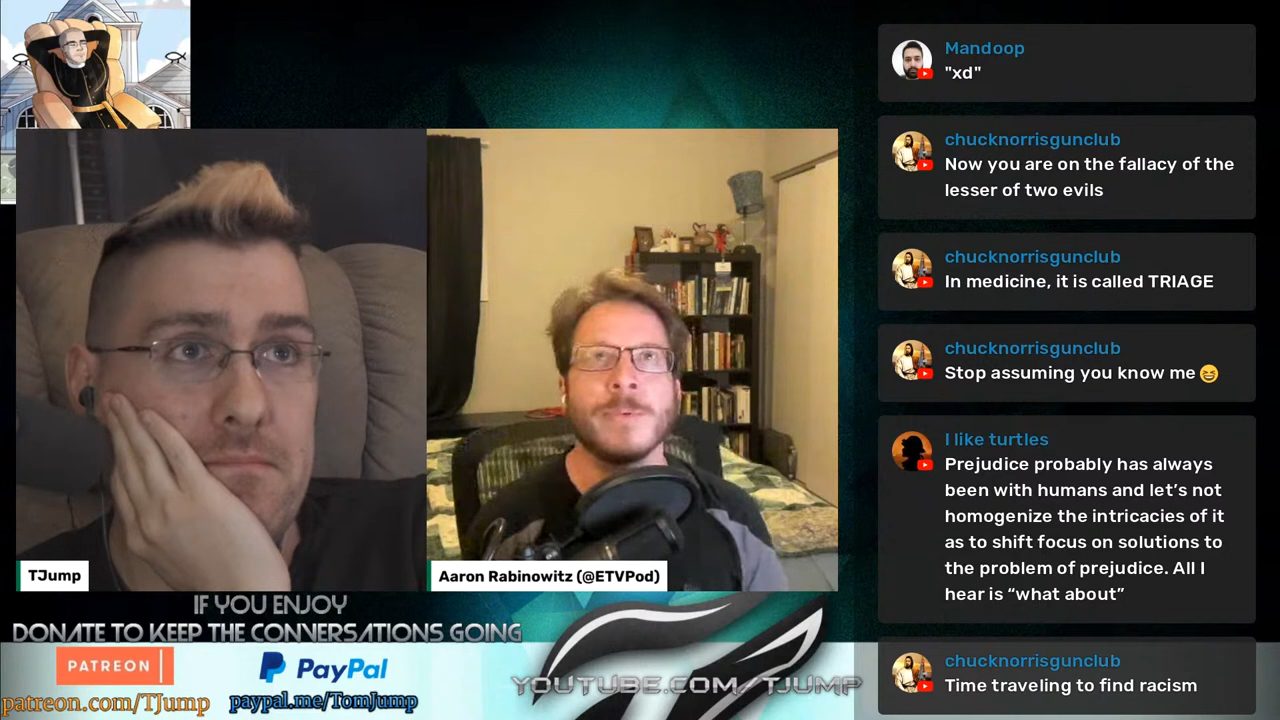 TJump
Aaron Rabinowitz (@ETVPod)
IF YOU ENJOY
DONATE TO KEEP THE CONVERSATIONS GOING
PATREON
PayPal
patreon.com/TJump
paypal.me/TomJump
YOUTUBE.COM/TJUMP
Mandoop
"xd"
chucknorrisgunclub
Now you are on the fallacy of the
lesser of two evils
chucknorrisgunclub
In medicine, it is called TRIAGE
chucknorrisgunclub
Stop assuming you know me 😆
I like turtles
Prejudice probably has always
been with humans and let’s not
homogenize the intricacies of it
as to shift focus on solutions to
the problem of prejudice. All I
hear is “what about”
chucknorrisgunclub
Time traveling to find racism